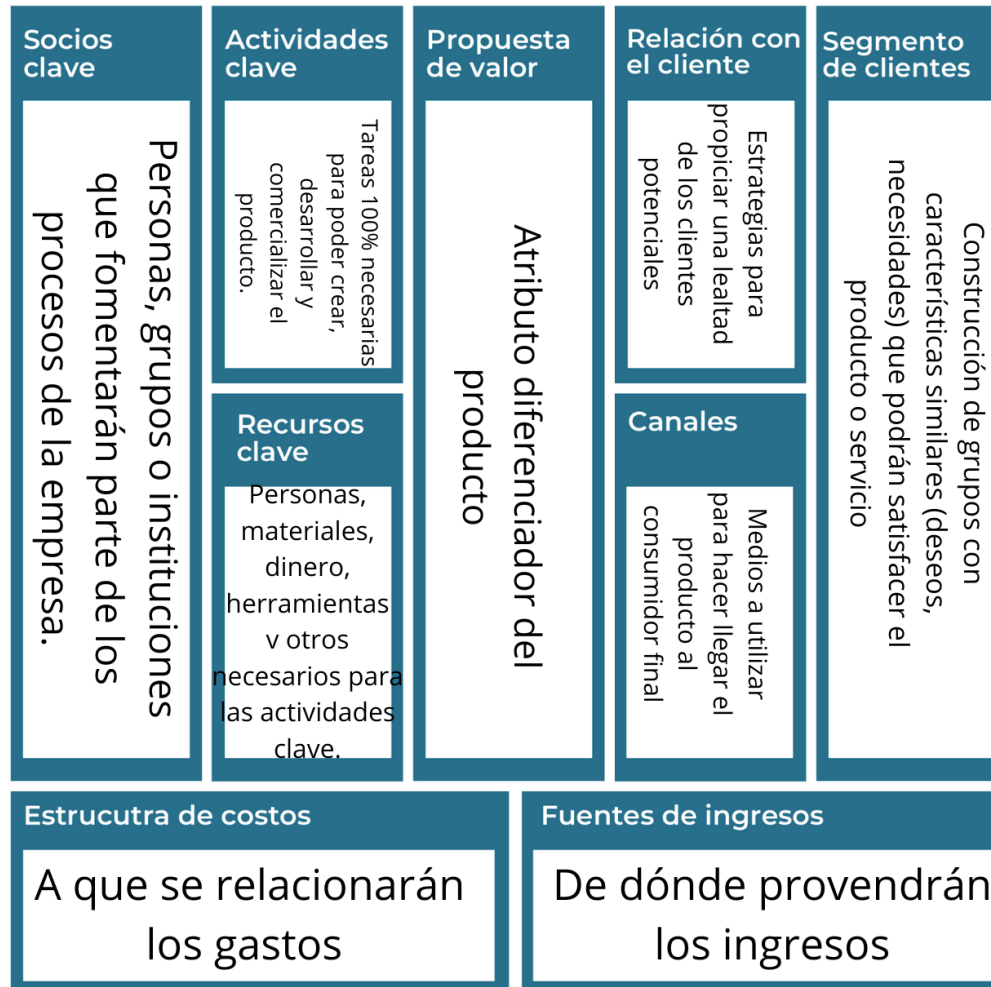 Socios
clave
Personas, grupos o instituciones
que fomentarán parte de los
procesos de la empresa.
Actividades
clave
Tareas 100% necesarias
para poder crear,
desarrollar y
comercializar el
producto.
Recursos
clave
Personas,
materiales,
dinero,
herramientas
y otros
necesarios para
las actividades
clave.
Propuesta
de valor
Atributo diferenciador del
producto
Relación con
el cliente
Estrategias para
propiciar una lealtad
de los clientes
potenciales
Canales
Medios a utilizar
para hacer llegar el
producto al
consumidor final
Segmento
de clientes
Construcción de grupos con
características similares (deseos,
necesidades) que podrán satisfacer el
producto o servicio
Estrucutra de costos
A que se relacionarán
los gastos
Fuentes de ingresos
De dónde provendrán
los ingresos